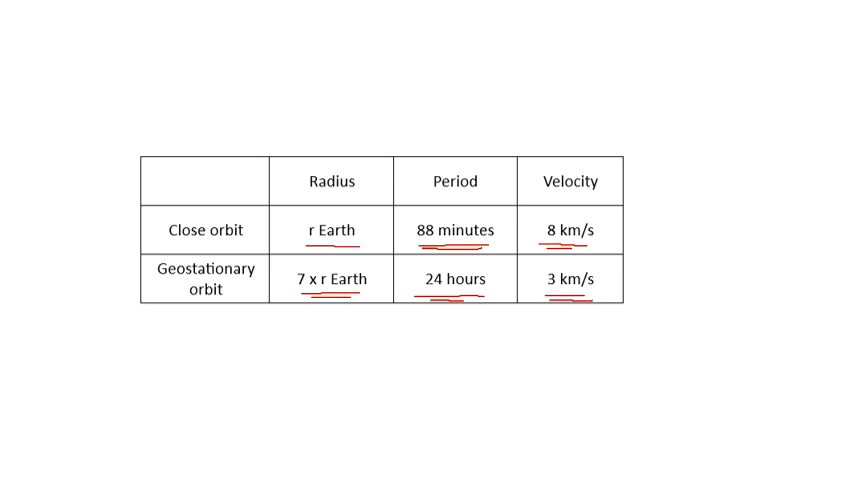 Radius Period Velocity
Close orbit r Earth 88 minutes 8 km/s
Geostationary
orbit 7 x r Earth 24 hours 3 km/s